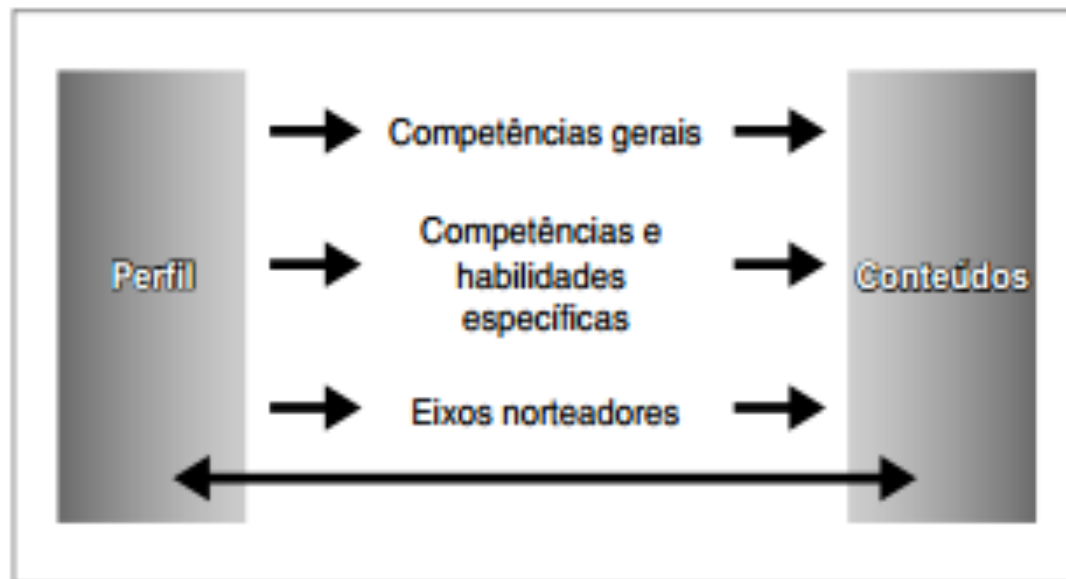 Competências gerais
Perfil
Competências e
habilidades
específicas
Conteúdos
Eixos norteadores